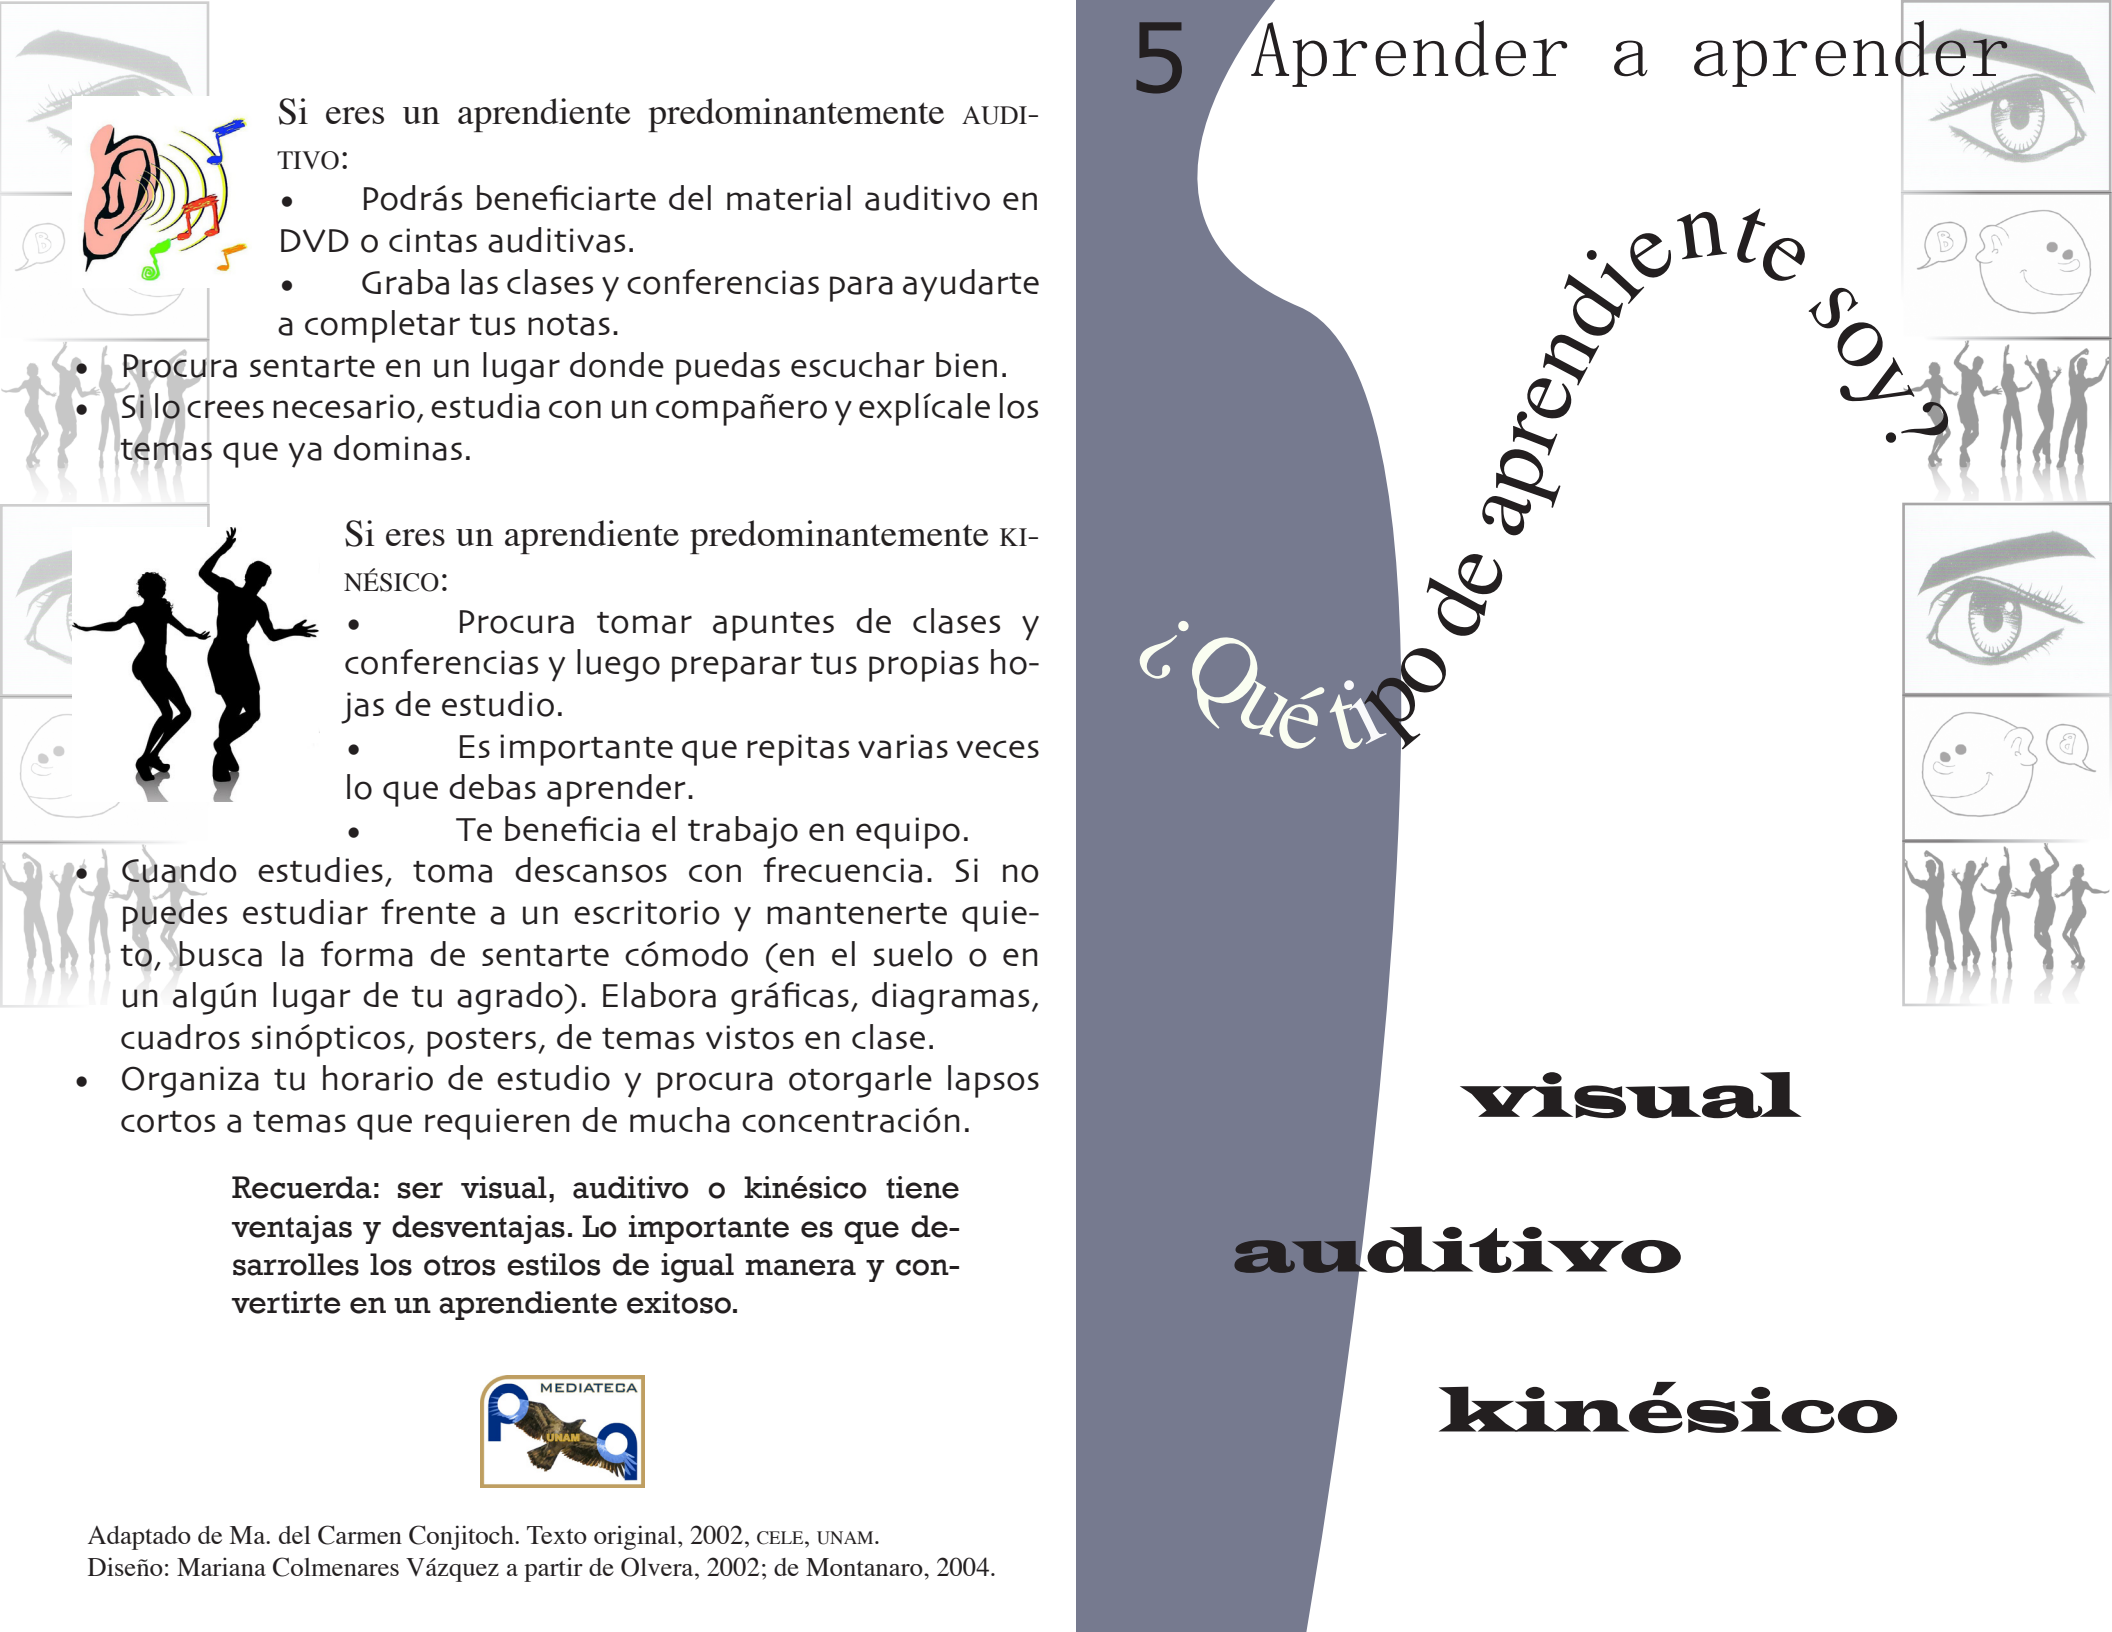 Si eres un aprendiente predominantemente AUDI-
TIVO:
• Podrás beneficiarte del material auditivo en
DVD o cintas auditivas.
• Graba las clases y conferencias para ayudarte
a completar tus notas.
• Procura sentarte en un lugar donde puedas escuchar bien.
• Si lo crees necesario, estudia con un compañero y explícale los
temas que ya dominas.
Si eres un aprendiente predominantemente KI-
NÉSICO:
• Procura tomar apuntes de clases y
conferencias y luego preparar tus propias ho-
jas de estudio.
• Es importante que repitas varias veces
lo que debas aprender.
• Te beneficia el trabajo en equipo.
• Cuando estudies, toma descansos con frecuencia. Si no
puedes estudiar frente a un escritorio y mantenerte quie-
to, busca la forma de sentarte cómodo (en el suelo o en
un algún lugar de tu agrado). Elabora gráficas, diagramas,
cuadros sinópticos, posters, de temas vistos en clase.
• Organiza tu horario de estudio y procura otorgarle lapsos
cortos a temas que requieren de mucha concentración.
Recuerda: ser visual, auditivo o kinésico tiene
ventajas y desventajas. Lo importante es que de-
sarrolles los otros estilos de igual manera y con-
vertirte en un aprendiente exitoso.
MEDIATECA
UNAM
Adaptado de Ma. del Carmen Conjitoch. Texto original, 2002, CELE, UNAM.
Diseño: Mariana Colmenares Vázquez a partir de Olvera, 2002; de Montanaro, 2004.
5 Aprender a aprender
¿Qué tipo de aprendiente soy?
visual
auditivo
kinésico
B
B
B